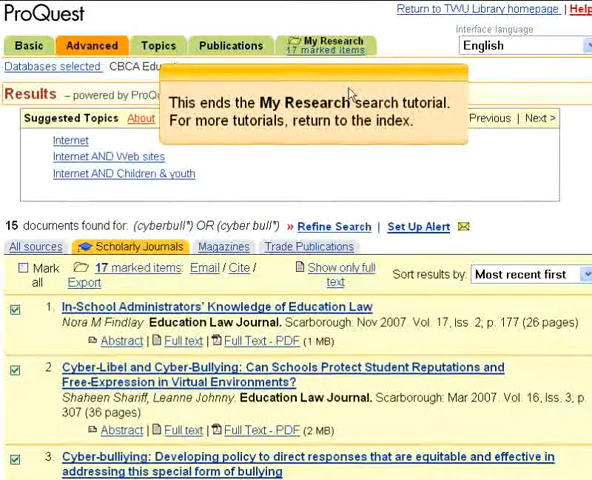 ProQuest
Return to TWU Library homepage | Help
Interface language
Basic Advanced Topics Publications My Research
17 marked items
English
Databases selected: CBCA
This ends the My Research search tutorial.
For more tutorials, return to the index.
Results – powered by
Suggested Topics About Previous | Next >
Internet
Internet AND Web sites
Internet AND Children & youth
15 documents found for: (cyberbull*) OR (cyber bull*) » Refine Search | Set Up Alert
All sources Scholarly Journals Magazines Trade Publications
Mark all 17 marked items: Email / Cite / Export Show only full text Sort results by: Most recent first
1. In-School Administrators' Knowledge of Education Law
Nora M Findlay. Education Law Journal. Scarborough: Nov 2007. Vol. 17, Iss. 2; p. 177 (26 pages)
Abstract | Full text | Full Text - PDF (1 MB)
2. Cyber-Libel and Cyber-Bullying: Can Schools Protect Student Reputations and
Free-Expression in Virtual Environments?
Shaheen Shariff, Leanne Johnny. Education Law Journal. Scarborough: Mar 2007. Vol. 16, Iss. 3; p.
307 (36 pages)
Abstract | Full text | Full Text - PDF (2 MB)
3. Cyber-bulliying: Developing policy to direct responses that are equitable and effective in
addressing this special form of bullying